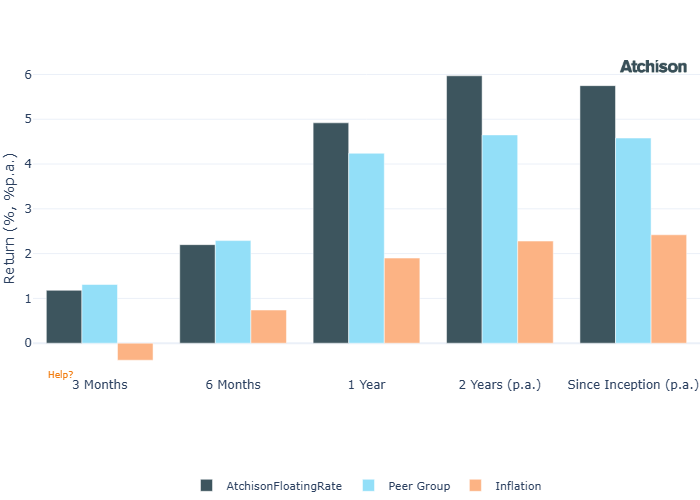 Atchison
Return (%, %p.a.)
6
5
4
3
2
1
0
Help?
3 Months
6 Months
1 Year
2 Years (p.a.)
Since Inception (p.a.)
AtchisonFloatingRate
Peer Group
Inflation